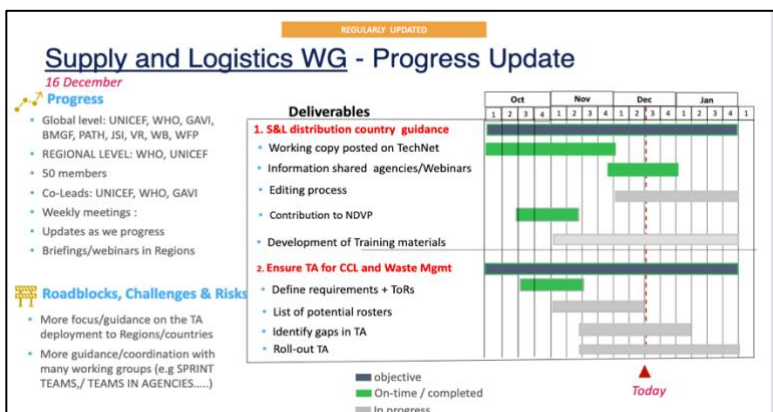 REGULARLY UPDATED
Supply and Logistics WG - Progress Update
16 December
Progress
• Global level: UNICEF, WHO, GAVI,
BMGF, PATH, JSI, VR, WB, WFP
• REGIONAL LEVEL: WHO, UNICEF
• 50 members
• Co-Leads: UNICEF, WHO, GAVI
• Weekly meetings :
• Updates as we progress
• Briefings/webinars in Regions
Roadblocks, Challenges & Risks
• More focus/guidance on the TA
deployment to Regions/countries
• More guidance/coordination with
many working groups (e.g SPRINT
TEAMS,/ TEAMS IN AGENCIES.....)
Deliverables
Oct Nov Dec Jan
1 2 3 4 1 2 3 4 1 2 3 4 1 2 3 4 1
1. S&L distribution country guidance
• Working copy posted on TechNet
• Information shared agencies/Webinars
• Editing process
• Contribution to NDVP
• Development of Training materials
2. Ensure TA for CCL and Waste Mgmt
• Define requirements + ToRs
• List of potential rosters
• Identify gaps in TA
• Roll-out TA
objective
On-time / completed
In progress
Today